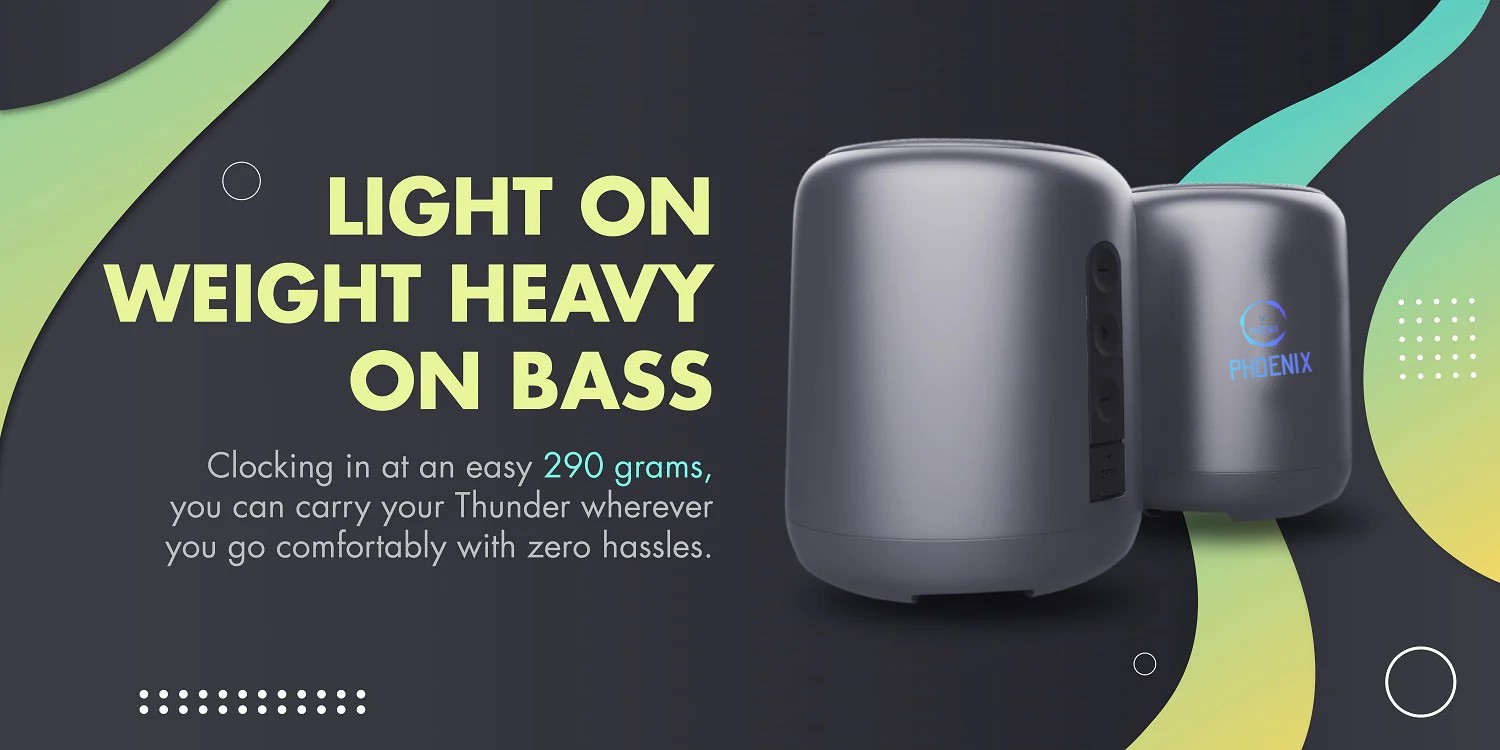 LIGHT ON
WEIGHT HEAVY
ON BASS
Clocking in at an easy 290 grams,
you can carry your Thunder wherever
you go comfortably with zero hassles.
PHOENIX
PHOENIX